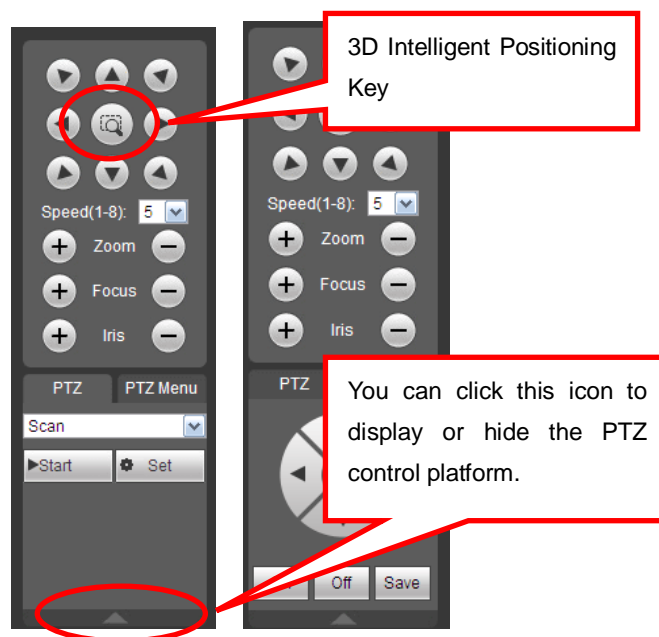 3D Intelligent Positioning
Key
Speed(1-8): 5
Zoom
Focus
Iris
PTZ PTZ Menu
Scan
Start Set
Speed(1-8): 5
Zoom
Focus
Iris
PTZ
You can click this icon to
display or hide the PTZ
control platform.
Off Save